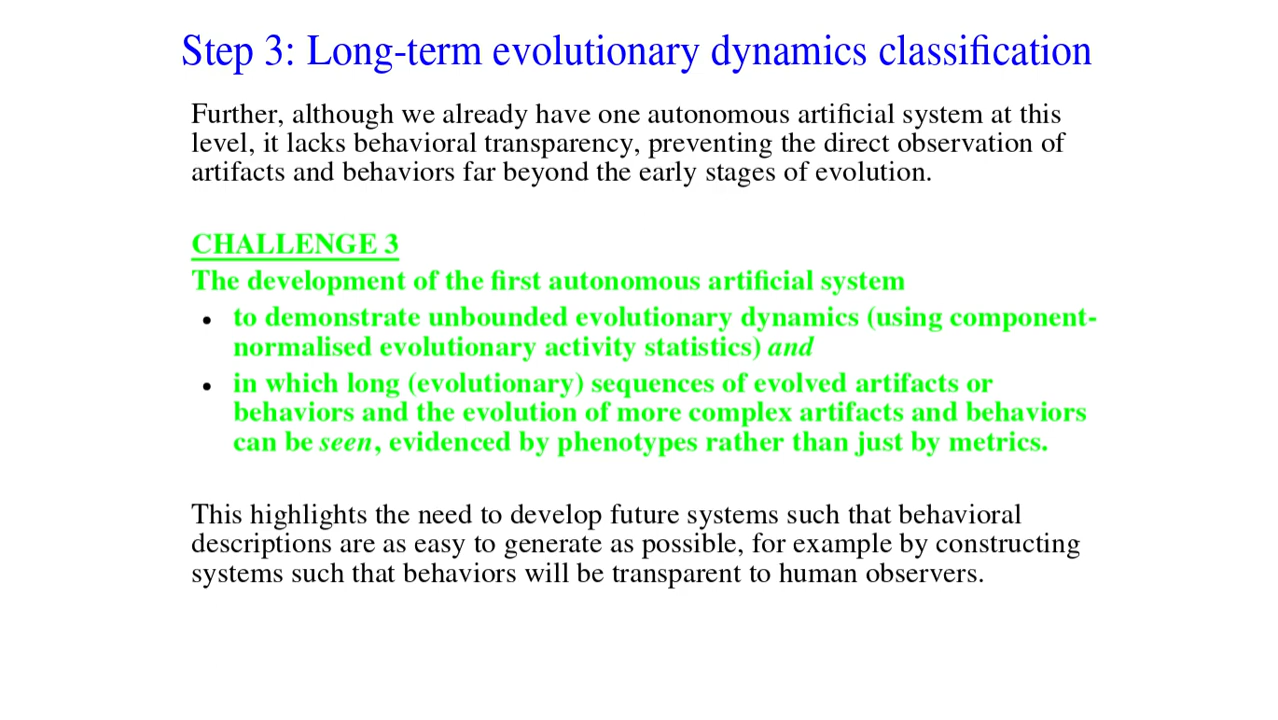 Step 3: Long-term evolutionary dynamics classification
Further, although we already have one autonomous artificial system at this
level, it lacks behavioral transparency, preventing the direct observation of
artifacts and behaviors far beyond the early stages of evolution.
CHALLENGE 3
The development of the first autonomous artificial system
• to demonstrate unbounded evolutionary dynamics (using component-
normalised evolutionary activity statistics) and
• in which long (evolutionary) sequences of evolved artifacts or
behaviors and the evolution of more complex artifacts and behaviors
can be seen, evidenced by phenotypes rather than just by metrics.
This highlights the need to develop future systems such that behavioral
descriptions are as easy to generate as possible, for example by constructing
systems such that behaviors will be transparent to human observers.